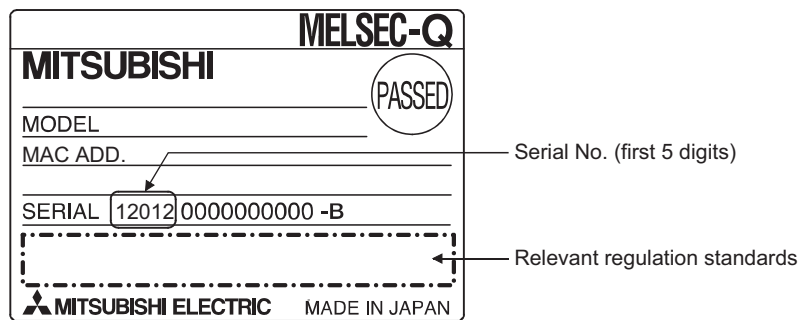 MELSEC-Q
MITSUBISHI
PASSED
MODEL
MAC ADD.
Serial No. (first 5 digits)
SERIAL 12012 0000000000 -B
Relevant regulation standards
MITSUBISHI ELECTRIC MADE IN JAPAN